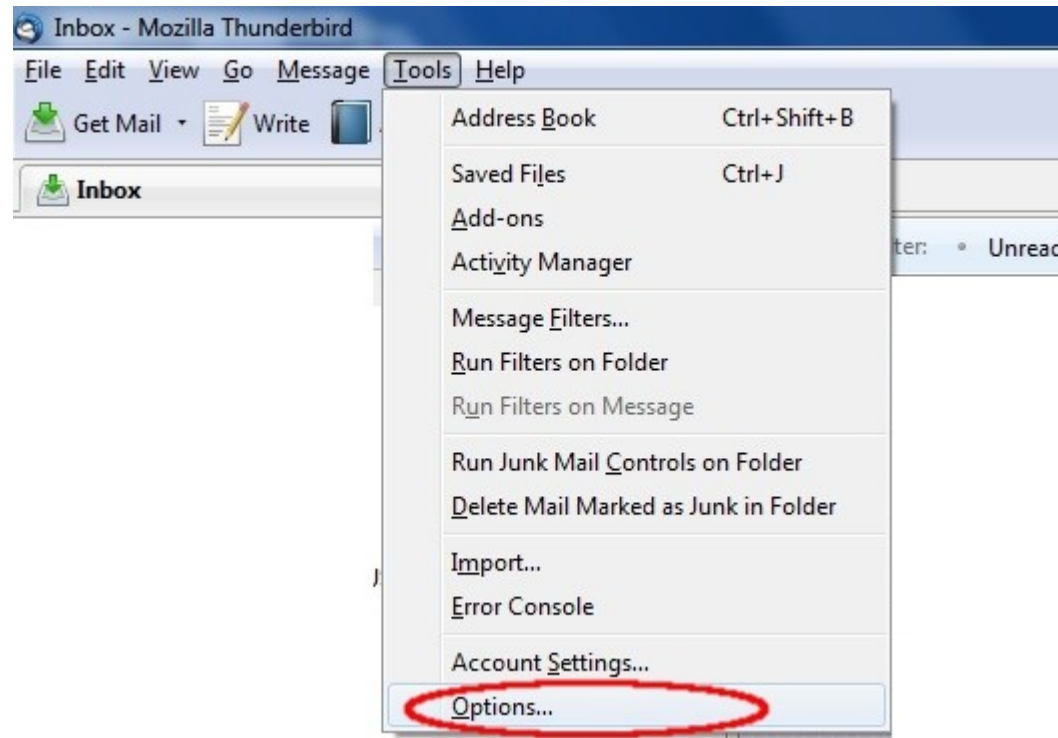 Inbox - Mozilla Thunderbird
File Edit View Go Message Tools Help
Get Mail Write
Inbox
Address Book Ctrl+Shift+B
Saved Files Ctrl+J
Add-ons
Activity Manager
ter: Unread
Message Filters...
Run Filters on Folder
Run Filters on Message
Run Junk Mail Controls on Folder
Delete Mail Marked as Junk in Folder
Import...
Error Console
Account Settings...
Options...